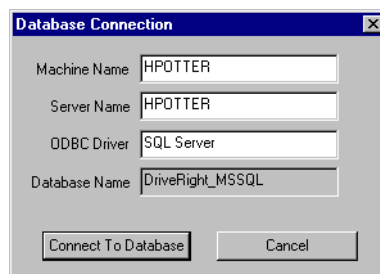 Database Connection
Machine Name HPOTTER
Server Name HPOTTER
ODBC Driver SQL Server
Database Name DriveRight_MSSQL
Connect To Database Cancel